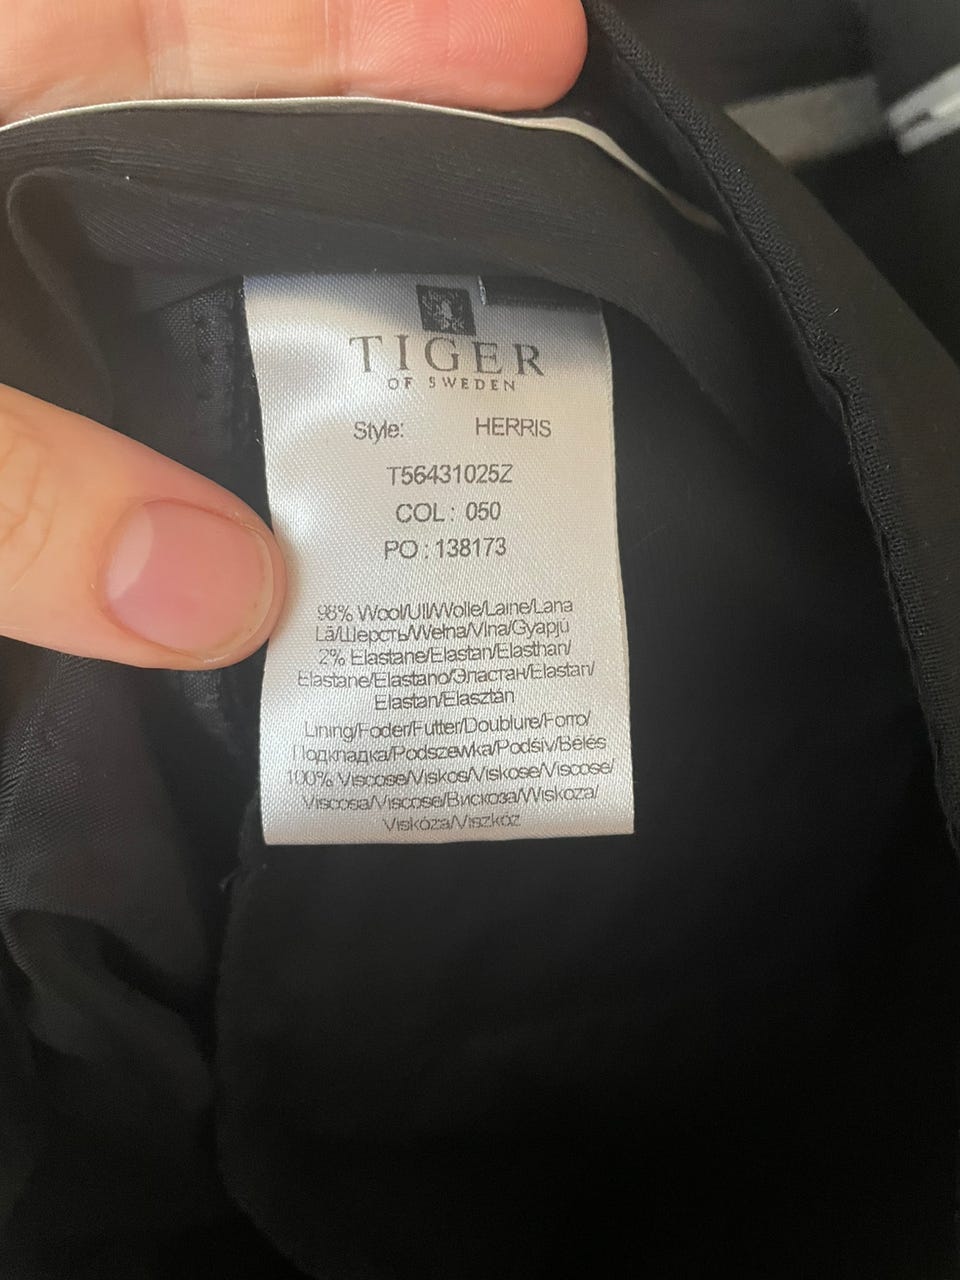 TIGER
OF SWEDEN
Style: HERRIS
T56431025Z
COL: 050
PO: 138173
98% Wool/Ull/Wolle/Laine/Lana
Lã/Шерсть/Wełna/Vlna/Gyapjú
2% Elastane/Elastan/Elasthan/
Elastane/Elastano/Эластан/Elastan/
Elastan/Elasztan
Lining/Foder/Futter/Doublure/Forro/
Подкладка/Podszewka/Podšiv/Bélés
100% Viscose/Viskos/Viskose/Viscose/
Viscosa/Viscose/Вискоза/Wiskoza/
Viskóza/Viszkóz